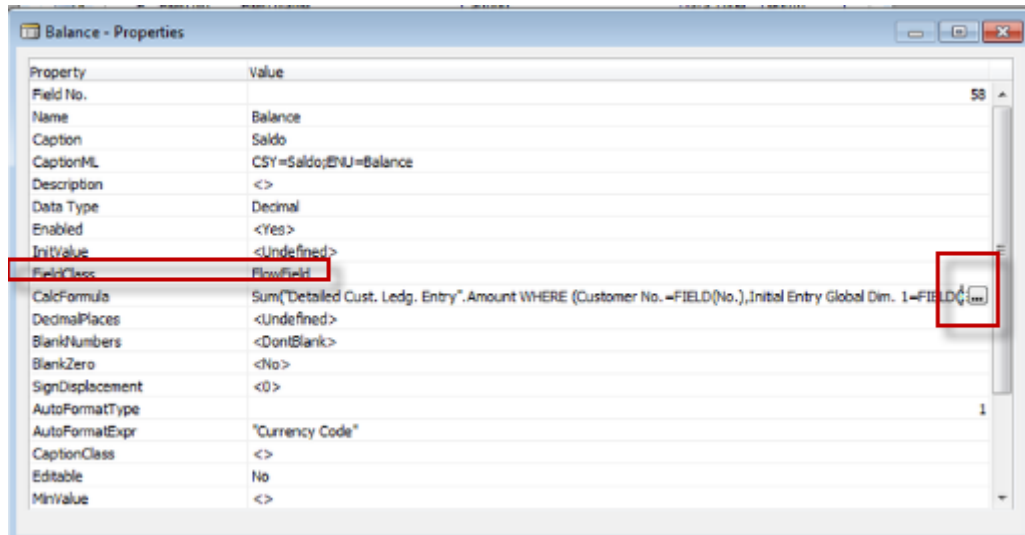 Balance - Properties
Property Value
Field No. 58
Name Balance
Caption Saldo
CaptionML CSY=Saldo;ENU=Balance
Description <>
Data Type Decimal
Enabled <Yes>
InitValue <Undefined>
FieldClass FlowField
CalcFormula Sum("Detailed Cust. Ledg. Entry".Amount WHERE (Customer No.=FIELD(No.),Initial Entry Global Dim. 1=FIELD( ...
DecimalPlaces <Undefined>
BlankNumbers <DontBlank>
BlankZero <No>
SignDisplacement <0>
AutoFormatType 1
AutoFormatExpr "Currency Code"
CaptionClass <>
Editable No
MinValue <>